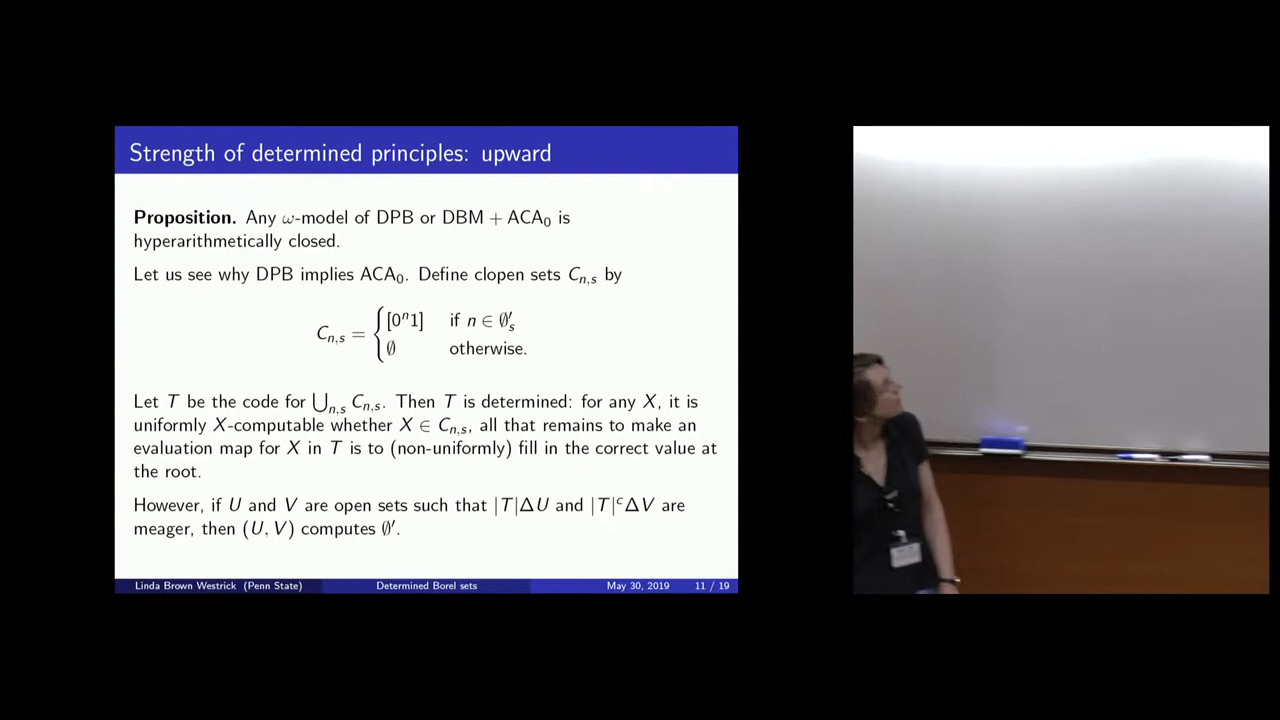 Strength of determined principles: upward
Proposition. Any ω-model of DPB or DBM + ACA₀ is
hyperarithmetically closed.
Let us see why DPB implies ACA₀. Define clopen sets Cₙ,ₛ by
Cₙ,ₛ = { [0ⁿ1] if n ∈ ∅′ₛ
∅ otherwise.
Let T be the code for ⋃ₙ,ₛ Cₙ,ₛ. Then T is determined: for any X, it is
uniformly X-computable whether X ∈ Cₙ,ₛ, all that remains to make an
evaluation map for X in T is to (non-uniformly) fill in the correct value at
the root.
However, if U and V are open sets such that |T|ΔU and |T|ᶜΔV are
meager, then (U, V) computes ∅′.
Linda Brown Westrick (Penn State) Determined Borel sets May 30, 2019 11 / 19